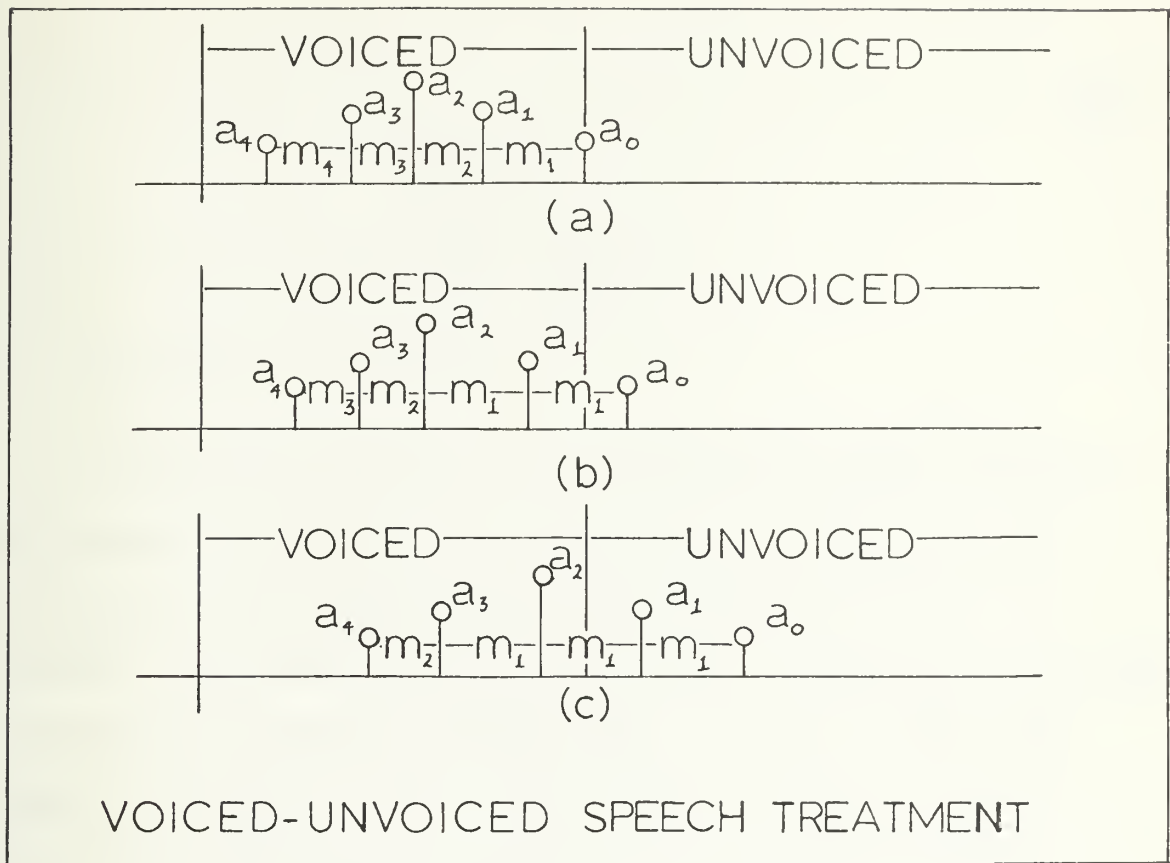 VOICED UNVOICED
a₄ m₄ a₃ m₃ a₂ m₂ a₁ m₁ a₀
(a)
VOICED UNVOICED
a₄ m₃ a₃ m₂ a₂ m₁ a₁ m₁ a₀
(b)
VOICED UNVOICED
a₄ m₂ a₃ m₁ a₂ m₁ a₁ m₁ a₀
(c)
VOICED-UNVOICED SPEECH TREATMENT